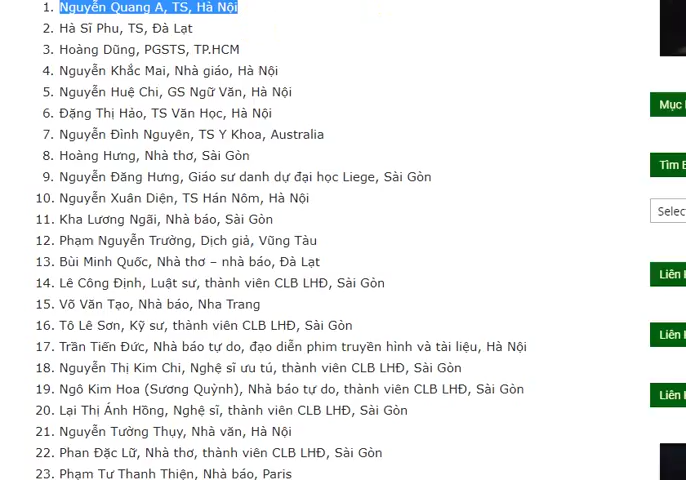 1. Nguyễn Quang A, TS, Hà Nội
2. Hà Sĩ Phu, TS, Đà Lạt
3. Hoàng Dũng, PGSTS, TP.HCM
4. Nguyễn Khắc Mai, Nhà giáo, Hà Nội
5. Nguyễn Huệ Chi, GS Ngữ Văn, Hà Nội
6. Đặng Thị Hảo, TS Văn Học, Hà Nội
7. Nguyễn Đình Nguyên, TS Y Khoa, Australia
8. Hoàng Hưng, Nhà thơ, Sài Gòn
9. Nguyễn Đăng Hưng, Giáo sư danh dự đại học Liege, Sài Gòn
10. Nguyễn Xuân Diện, TS Hán Nôm, Hà Nội
11. Kha Lương Ngãi, Nhà báo, Sài Gòn
12. Phạm Nguyên Trường, Dịch giả, Vũng Tàu
13. Bùi Minh Quốc, Nhà thơ – nhà báo, Đà Lạt
14. Lê Công Định, Luật sư, thành viên CLB LHĐ, Sài Gòn
15. Võ Văn Tạo, Nhà báo, Nha Trang
16. Tô Lê Sơn, Kỹ sư, thành viên CLB LHĐ, Sài Gòn
17. Trần Tiến Đức, Nhà báo tự do, đạo diễn phim truyền hình và tài liệu, Hà Nội
18. Nguyễn Thị Kim Chi, Nghệ sĩ ưu tú, thành viên CLB LHĐ, Sài Gòn
19. Ngô Kim Hoa (Sương Quỳnh), Nhà báo tự do, thành viên CLB LHĐ, Sài Gòn
20. Lại Thị Ánh Hồng, Nghệ sĩ, thành viên CLB LHĐ, Sài Gòn
21. Nguyễn Tường Thụy, Nhà văn, Hà Nội
22. Phan Đắc Lữ, Nhà thơ, thành viên CLB LHĐ, Sài Gòn
23. Phạm Tư Thanh Thiện, Nhà báo, Paris
Mục
Tìm
Selec
Liên
Liên
Liên